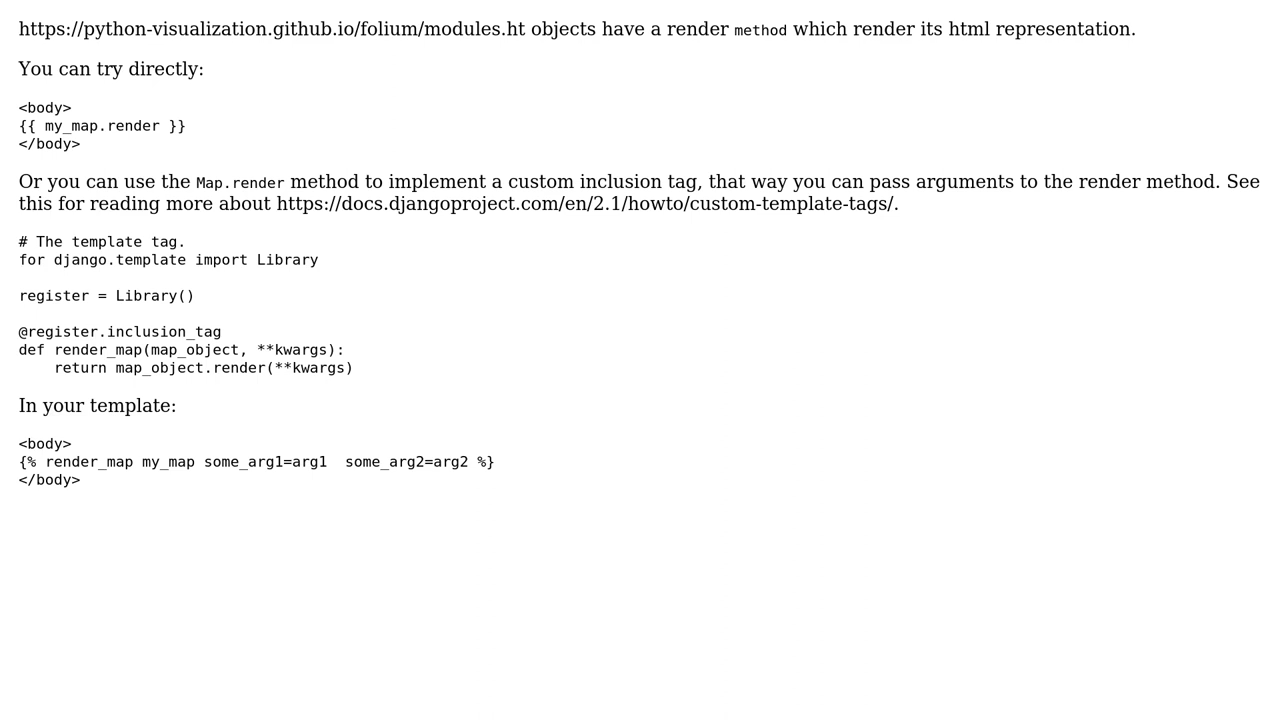 https://python-visualization.github.io/folium/modules.ht objects have a render method which render its html representation.
You can try directly:
<body>
{{ my_map.render }}
</body>
Or you can use the Map.render method to implement a custom inclusion tag, that way you can pass arguments to the render method. See
this for reading more about https://docs.djangoproject.com/en/2.1/howto/custom-template-tags/.
# The template tag.
for django.template import Library
register = Library()
@register.inclusion_tag
def render_map(map_object, **kwargs):
    return map_object.render(**kwargs)
In your template:
<body>
{% render_map my_map some_arg1=arg1  some_arg2=arg2 %}
</body>